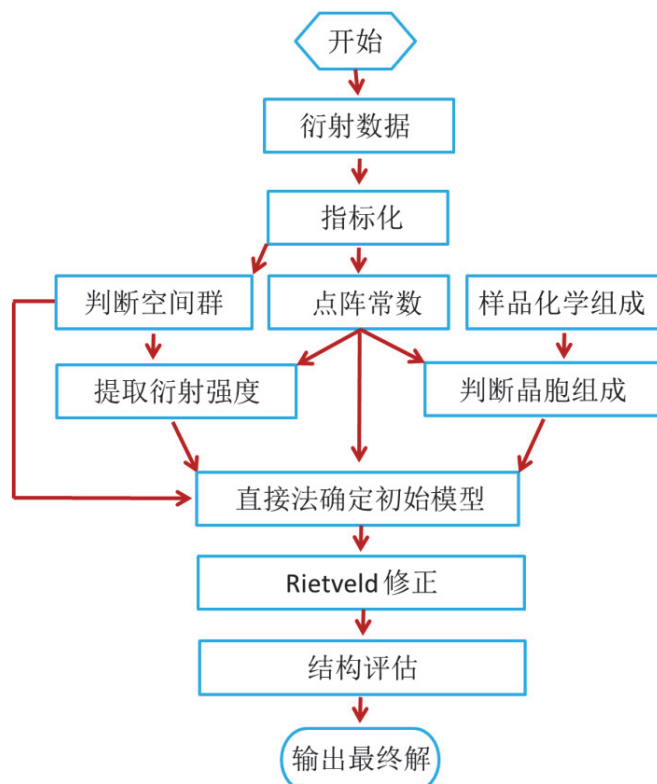 开始
衍射数据
指标化
判断空间群
点阵常数
样品化学组成
提取衍射强度
判断晶胞组成
直接法确定初始模型
Rietveld 修正
结构评估
输出最终解